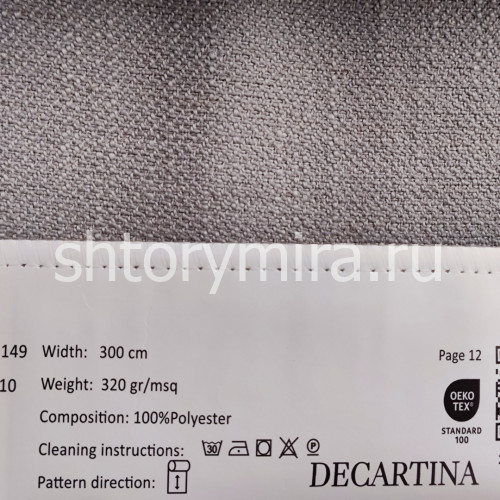 shtorymira.ru
149 Width: 300 cm
Page 12
10 Weight: 320 gr/msq
OEKO
TEX®
STANDARD
100
Composition: 100%Polyester
Cleaning instructions: 30 P
Pattern direction:
DECARTINA